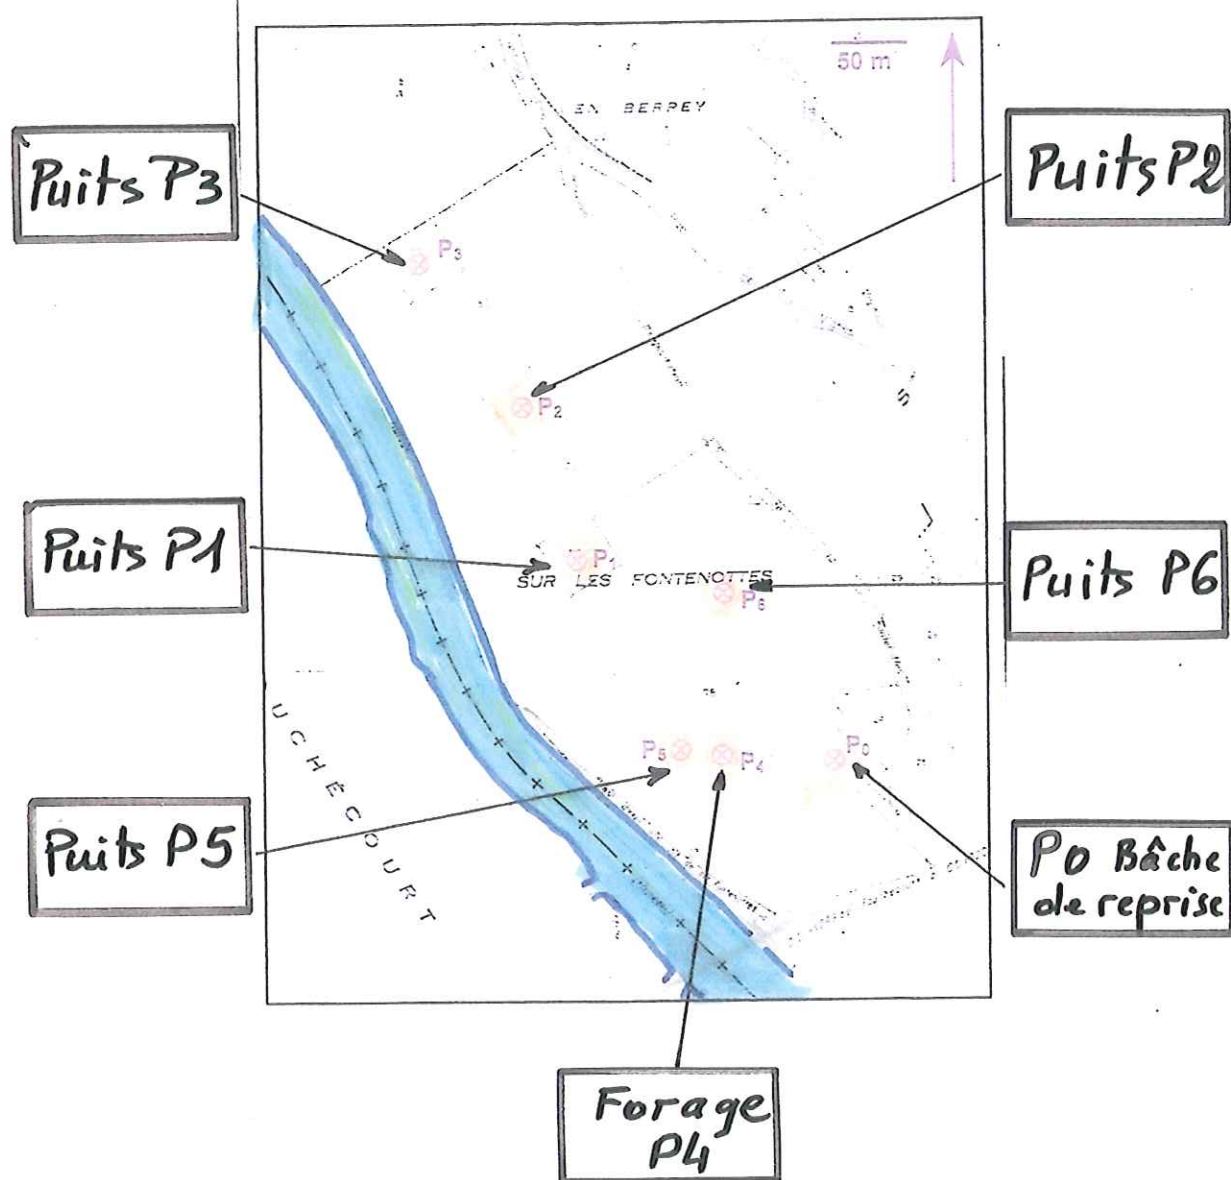 50 m
EN BERREY
Puits P3
Puits P2
P3
P2
Puits P1
P1
SUR LES FONTENOTTES
Puits P6
P6
UCHÉCOURT
P5
P4
P0
Puits P5
P0 Bâche
de reprise
Forage
P4